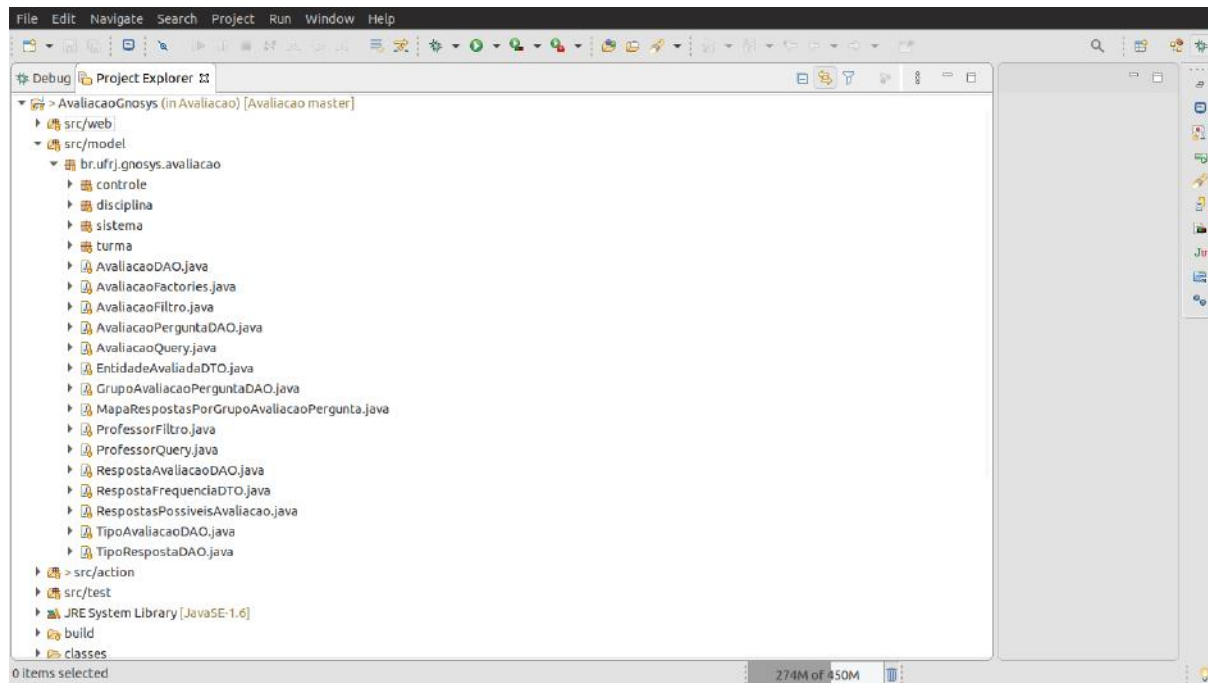 File Edit Navigate Search Project Run Window Help
Debug Project Explorer
> AvaliacaoGnosys (in Avaliacao) [Avaliacao master]
src/web
src/model
br.ufrj.gnosys.avaliacao
controle
disciplina
sistema
turma
AvaliacaoDAO.java
AvaliacaoFactories.java
AvaliacaoFiltro.java
AvaliacaoPerguntaDAO.java
AvaliacaoQuery.java
EntidadeAvaliadaDTO.java
GrupoAvaliacaoPerguntaDAO.java
MapaRespostasPorGrupoAvaliacaoPergunta.java
ProfessorFiltro.java
ProfessorQuery.java
RespostaAvaliacaoDAO.java
RespostaFrequenciaDTO.java
RespostasPossiveisAvaliacao.java
TipoAvaliacaoDAO.java
TipoRespostaDAO.java
> src/action
src/test
JRE System Library [JavaSE-1.6]
build
classes
0 items selected
274M of 450M
Ju